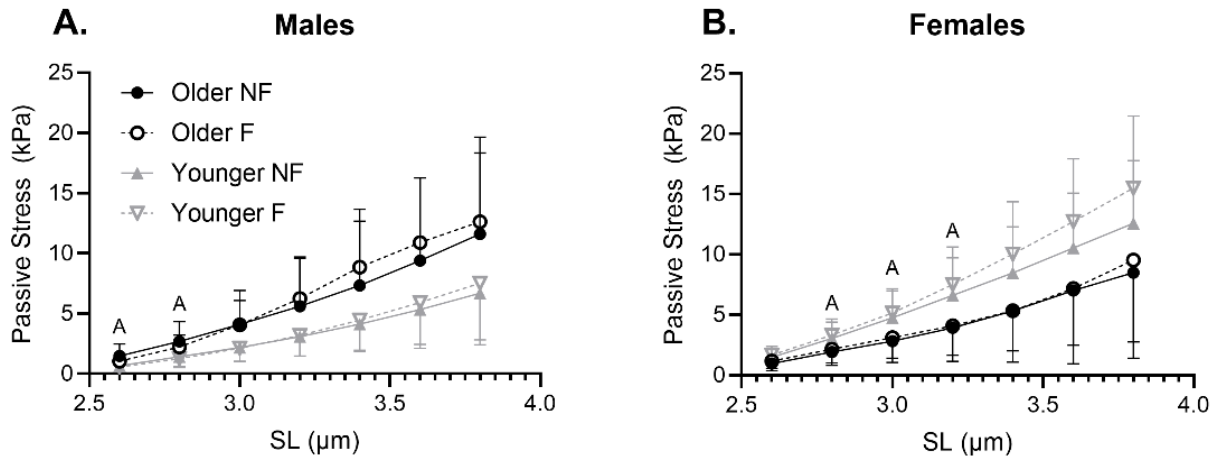 A.
Males
Passive Stress (kPa)
25
20
15
10
5
0
Older NF
Older F
Younger NF
Younger F
A
A
2.5
3.0
3.5
4.0
SL (μm)
B.
Females
Passive Stress (kPa)
25
20
15
10
5
0
A
A
A
2.5
3.0
3.5
4.0
SL (μm)